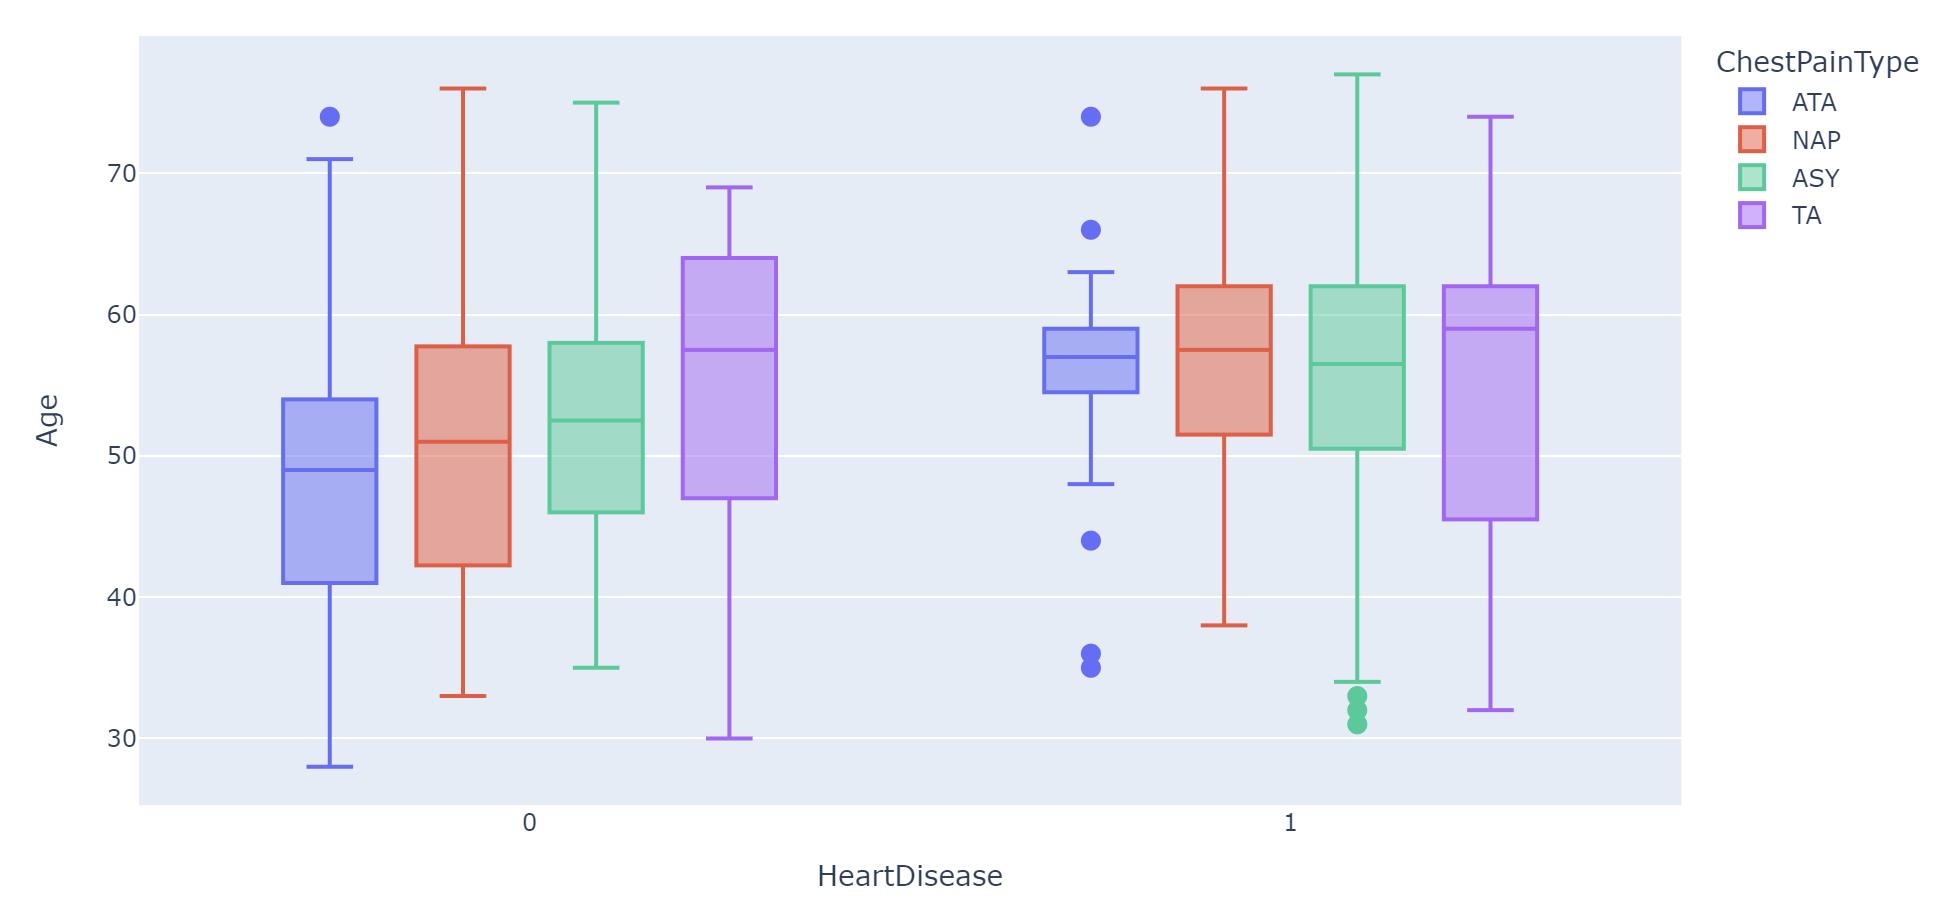 ChestPainType
ATA
NAP
ASY
TA
Age
70
60
50
40
30
0
1
HeartDisease